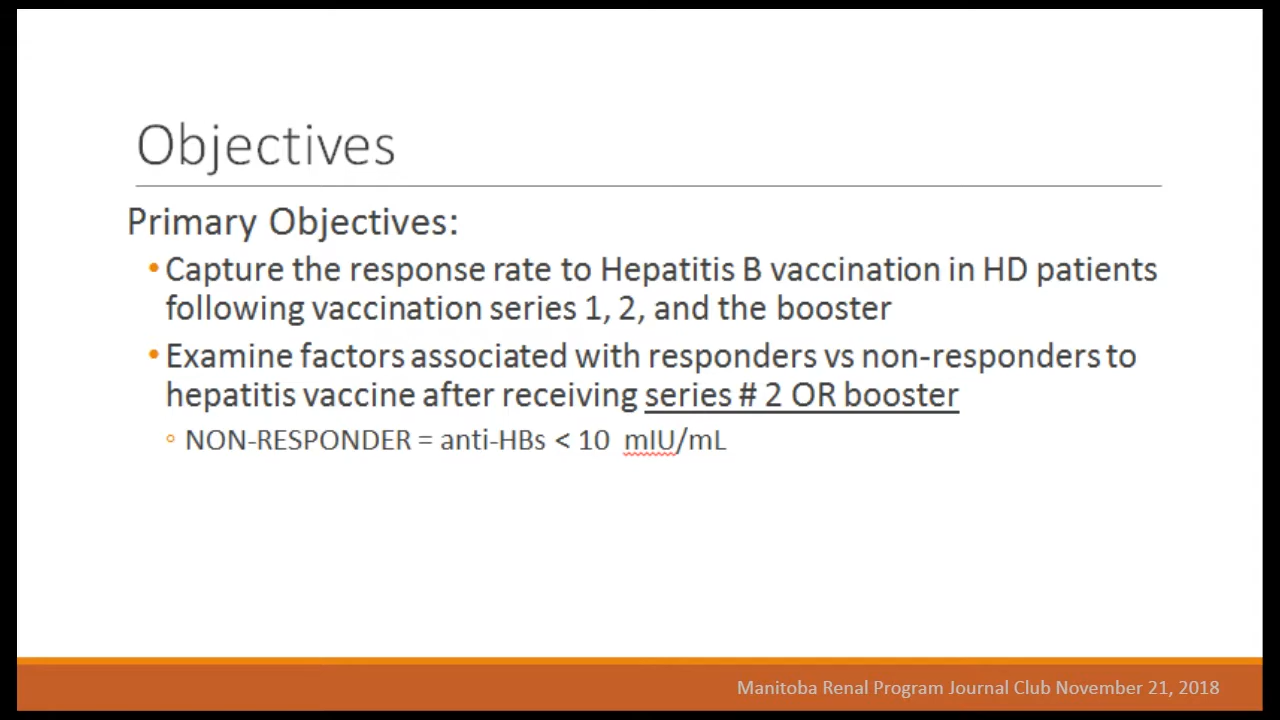 Objectives
Primary Objectives:
• Capture the response rate to Hepatitis B vaccination in HD patients
following vaccination series 1, 2, and the booster
• Examine factors associated with responders vs non-responders to
hepatitis vaccine after receiving series # 2 OR booster
◦ NON-RESPONDER = anti-HBs < 10 mIU/mL
Manitoba Renal Program Journal Club November 21, 2018